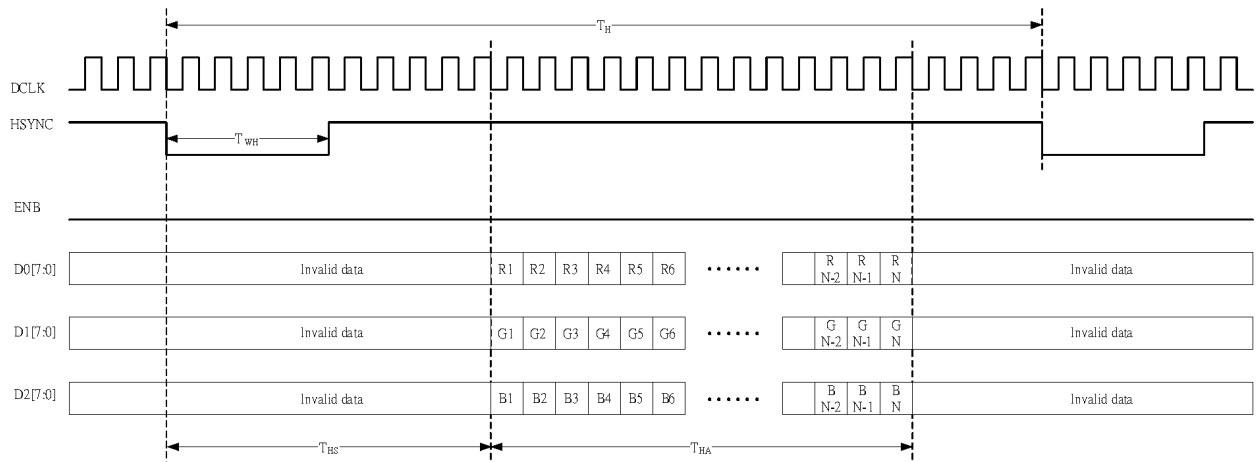 TH
DCLK
HSYNC
TWH
ENB
D0[7:0] Invalid data R1 R2 R3 R4 R5 R6 ...... R N-2 R N-1 R N Invalid data
D1[7:0] Invalid data G1 G2 G3 G4 G5 G6 ...... G N-2 G N-1 G N Invalid data
D2[7:0] Invalid data B1 B2 B3 B4 B5 B6 ...... B N-2 B N-1 B N Invalid data
THS THA